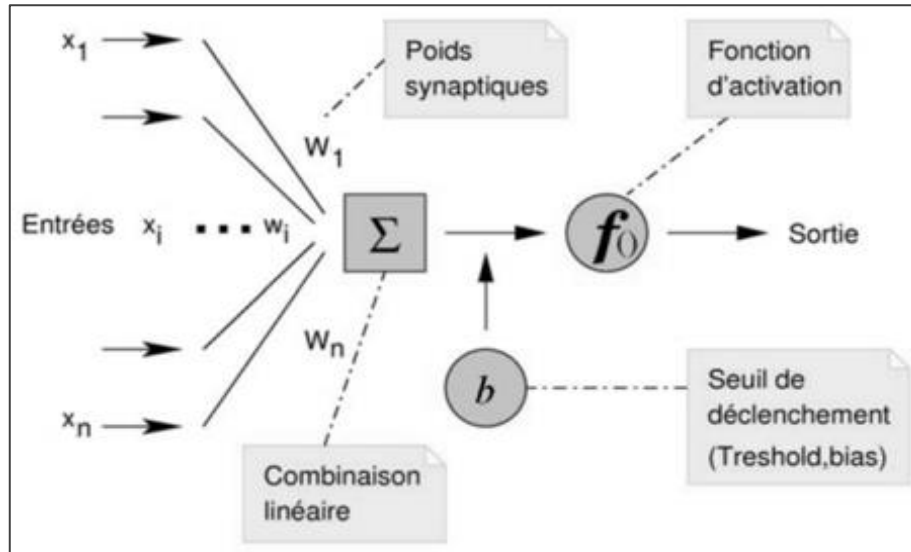 x1
Poids
synaptiques
Fonction
d'activation
W1
Entrées xi ... wi
Σ
f()
Sortie
Wn
b
xn
Seuil de
déclenchement
(Treshold,bias)
Combinaison
linéaire